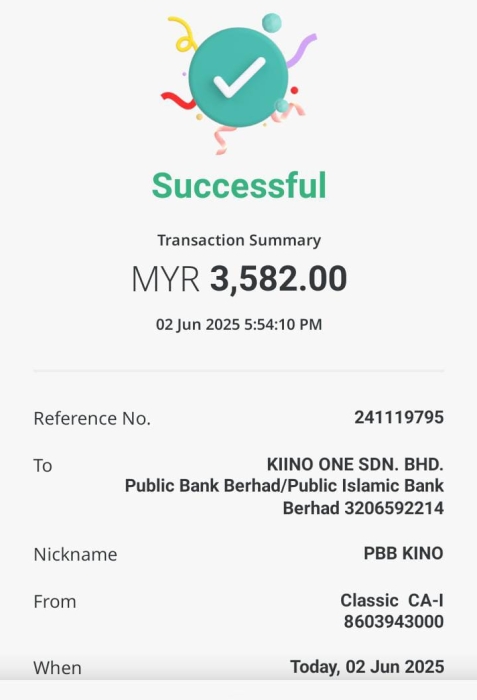 Successful
Transaction Summary
MYR 3,582.00
02 Jun 2025 5:54:10 PM
Reference No. 241119795
To KIINO ONE SDN. BHD.
Public Bank Berhad/Public Islamic Bank
Berhad 3206592214
Nickname PBB KINO
From Classic CA-I
8603943000
When Today, 02 Jun 2025